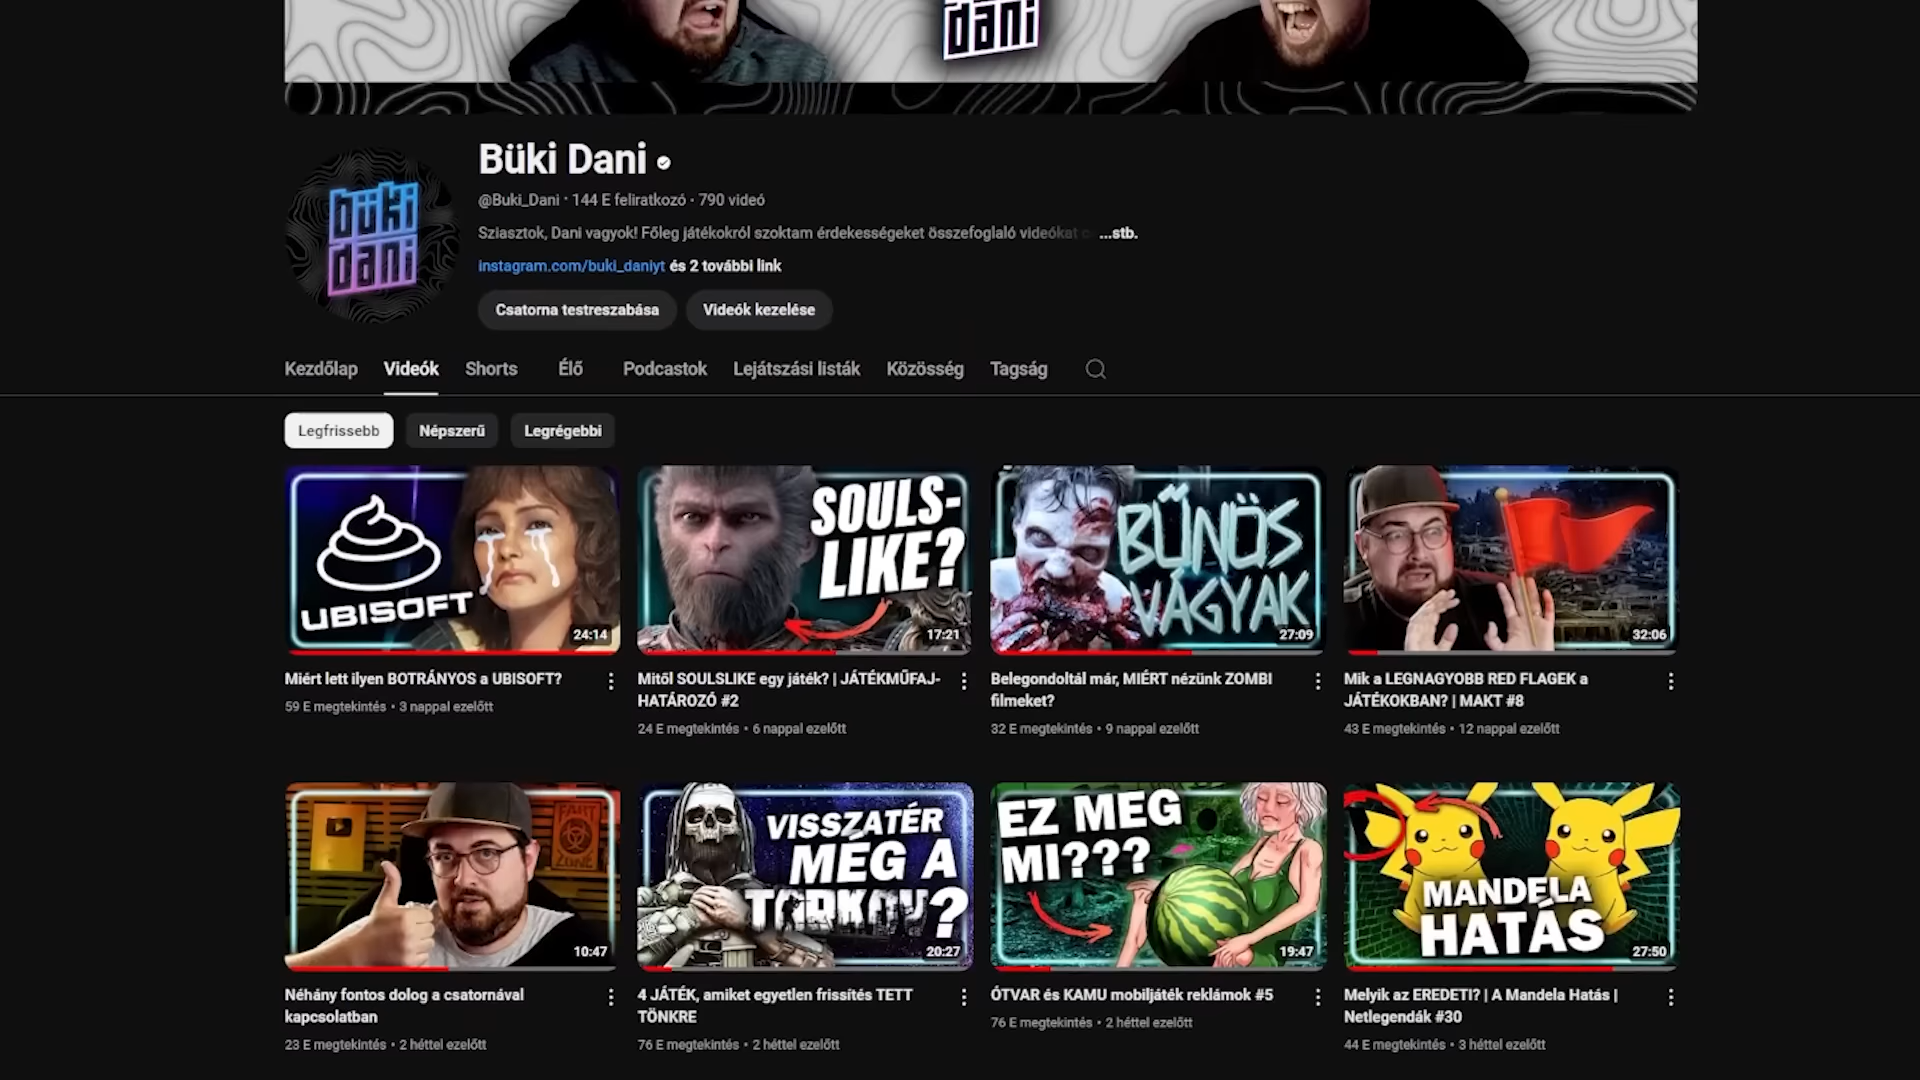 dani
Büki Dani
@Buki_Dani · 144 E feliratkozó · 790 videó
Sziasztok, Dani vagyok! Főleg játékokról szoktam érdekességeket összefoglaló videókat ...stb.
instagram.com/buki_daniyt és 2 további link
büki
dani
Csatorna testreszabása Videók kezelése
Kezdőlap Videók Shorts Élő Podcastok Lejátszási listák Közösség Tagság
Legfrissebb Népszerű Legrégebbi
UBISOFT
24:14
SOULS-
LIKE?
17:21
BŰNÖS
VÁGYAK
27:09
32:06
Miért lett ilyen BOTRÁNYOS a UBISOFT?
59 E megtekintés • 3 nappal ezelőtt
Mitől SOULSLIKE egy játék? | JÁTÉKMŰFAJ-
HATÁROZÓ #2
24 E megtekintés • 6 nappal ezelőtt
Belegondoltál már, MIÉRT nézünk ZOMBI
filmeket?
32 E megtekintés • 9 nappal ezelőtt
Mik a LEGNAGYOBB RED FLAGEK a
JÁTÉKOKBAN? | MAKT #8
43 E megtekintés • 12 nappal ezelőtt
10:47
VISSZATÉR
MÉG A
TORKOV?
20:27
EZ MEG
MI???
19:47
MANDELA
HATÁS
27:50
Néhány fontos dolog a csatornával
kapcsolatban
23 E megtekintés • 2 héttel ezelőtt
4 JÁTÉK, amiket egyetlen frissítés TETT
TÖNKRE
76 E megtekintés • 2 héttel ezelőtt
ÓTVAR és KAMU mobiljáték reklámok #5
76 E megtekintés • 2 héttel ezelőtt
Melyik az EREDETI? | A Mandela Hatás |
Netlegendák #30
44 E megtekintés • 3 héttel ezelőtt